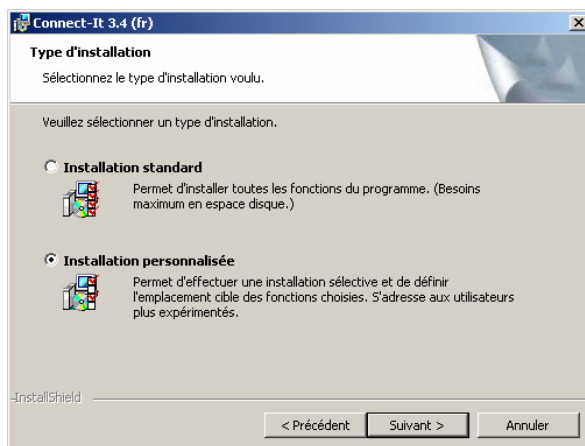 Connect-It 3.4 (fr)
Type d'installation
Sélectionnez le type d'installation voulu.
Veuillez sélectionner un type d'installation.
Installation standard
Permet d'installer toutes les fonctions du programme. (Besoins
maximum en espace disque.)
Installation personnalisée
Permet d'effectuer une installation sélective et de définir
l'emplacement cible des fonctions choisies. S'adresse aux utilisateurs
plus expérimentés.
InstallShield
< Précédent Suivant > Annuler